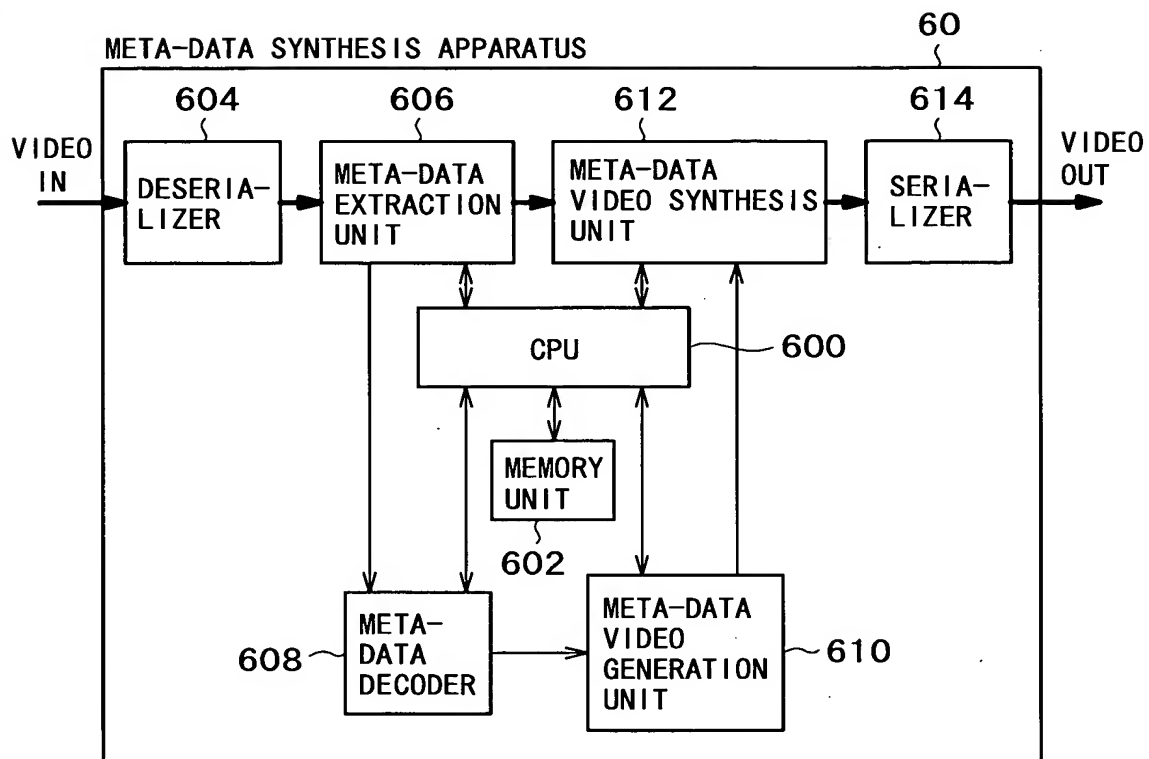 META-DATA SYNTHESIS APPARATUS
60
604
606
612
614
VIDEO
IN
DESERIA-
LIZER
META-DATA
EXTRACTION
UNIT
META-DATA
VIDEO SYNTHESIS
UNIT
SERIA-
LIZER
VIDEO
OUT
CPU
600
MEMORY
UNIT
602
META-
DATA
DECODER
608
META-DATA
VIDEO
GENERATION
UNIT
610